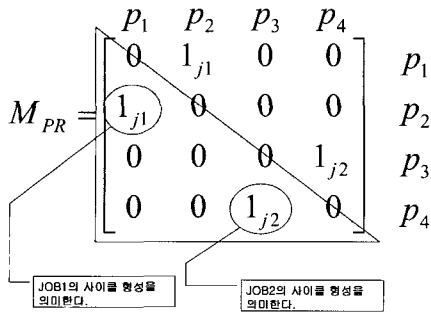 p1 p2 p3 p4
0 1j1 0 0 p1
MPR = 1j1 0 0 0 p2
0 0 0 1j2 p3
0 0 1j2 0 p4
JOB1의 사이클 형성을
의미한다.
JOB2의 사이클 형성을
의미한다.